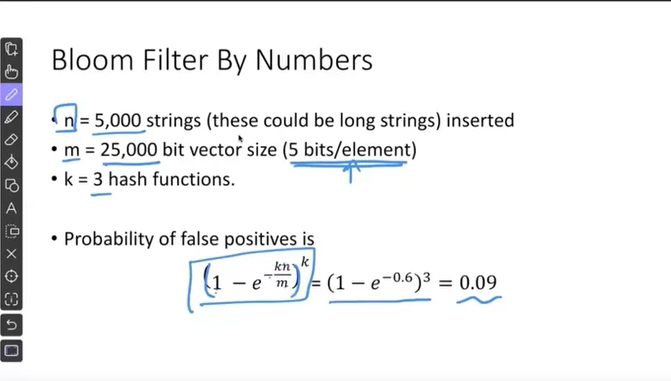 Bloom Filter By Numbers
• n = 5,000 strings (these could be long strings) inserted
• m = 25,000 bit vector size (5 bits/element)
• k = 3 hash functions.
• Probability of false positives is
(1 − e^{−\frac{kn}{m}})^k = (1 − e^{−0.6})^3 = 0.09
A